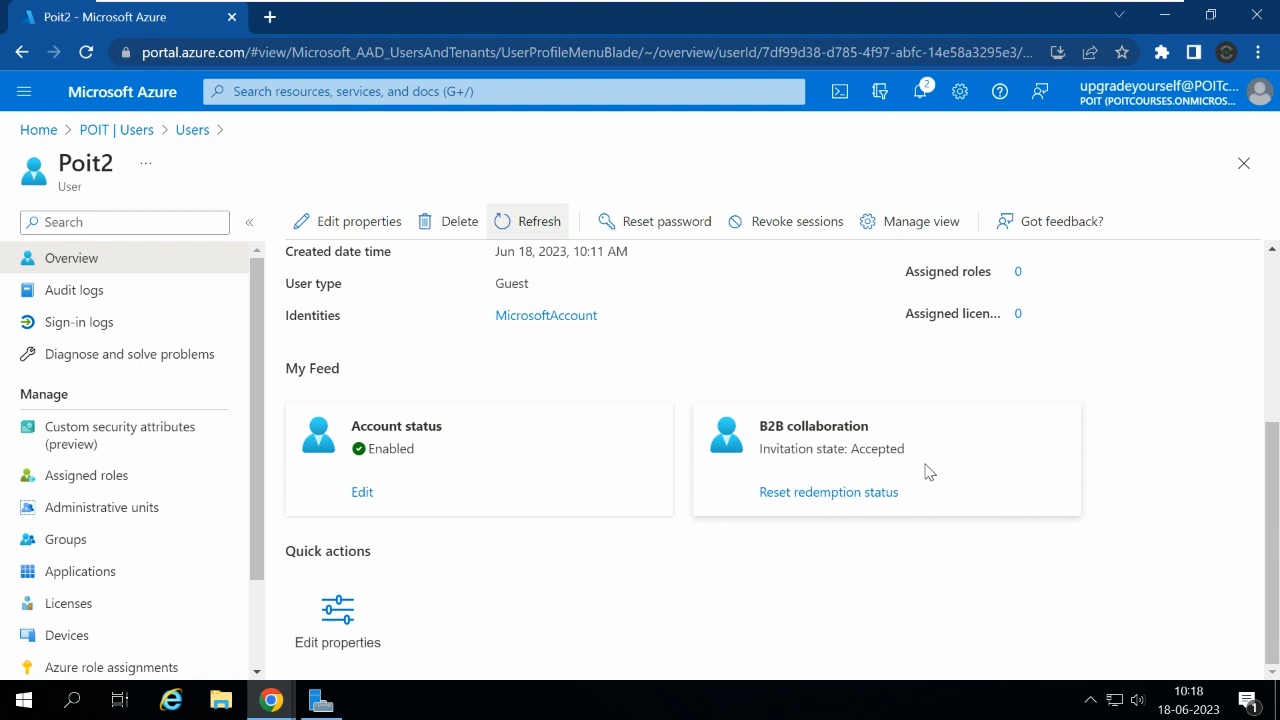 Poit2 - Microsoft Azure
portal.azure.com/#view/Microsoft_AAD_UsersAndTenants/UserProfileMenuBlade/~/overview/userId/7df99d38-d785-4f97-abfc-14e58a3295e3/...
Microsoft Azure
Search resources, services, and docs (G+/)
2
upgradeyourself@POITc...
POIT (POITCOURSES.ONMICROS...
Home > POIT | Users > Users >
Poit2 ...
User
Search
«
Edit properties
Delete
Refresh
Reset password
Revoke sessions
Manage view
Got feedback?
Overview
Audit logs
Sign-in logs
Diagnose and solve problems
Manage
Custom security attributes
(preview)
Assigned roles
Administrative units
Groups
Applications
Licenses
Devices
Azure role assignments
Created date time Jun 18, 2023, 10:11 AM
User type Guest
Identities MicrosoftAccount
Assigned roles 0
Assigned licen... 0
My Feed
Account status
Enabled
Edit
B2B collaboration
Invitation state: Accepted
Reset redemption status
Quick actions
Edit properties
10:18
18-06-2023
1